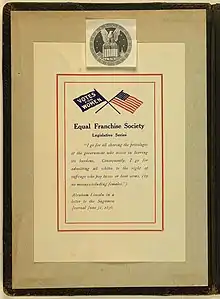 VOTES
FOR
WOMEN
Equal Franchise Society
Legislative Series
"I go for all sharing the privileges
of the government who assist in bearing
its burdens. Consequently, I go for
admitting all whites to the right of
suffrage who pay taxes or bear arms, (by
no means excluding females)."
Abraham Lincoln in a
letter to the Sagamon
Journal June 13, 1836.